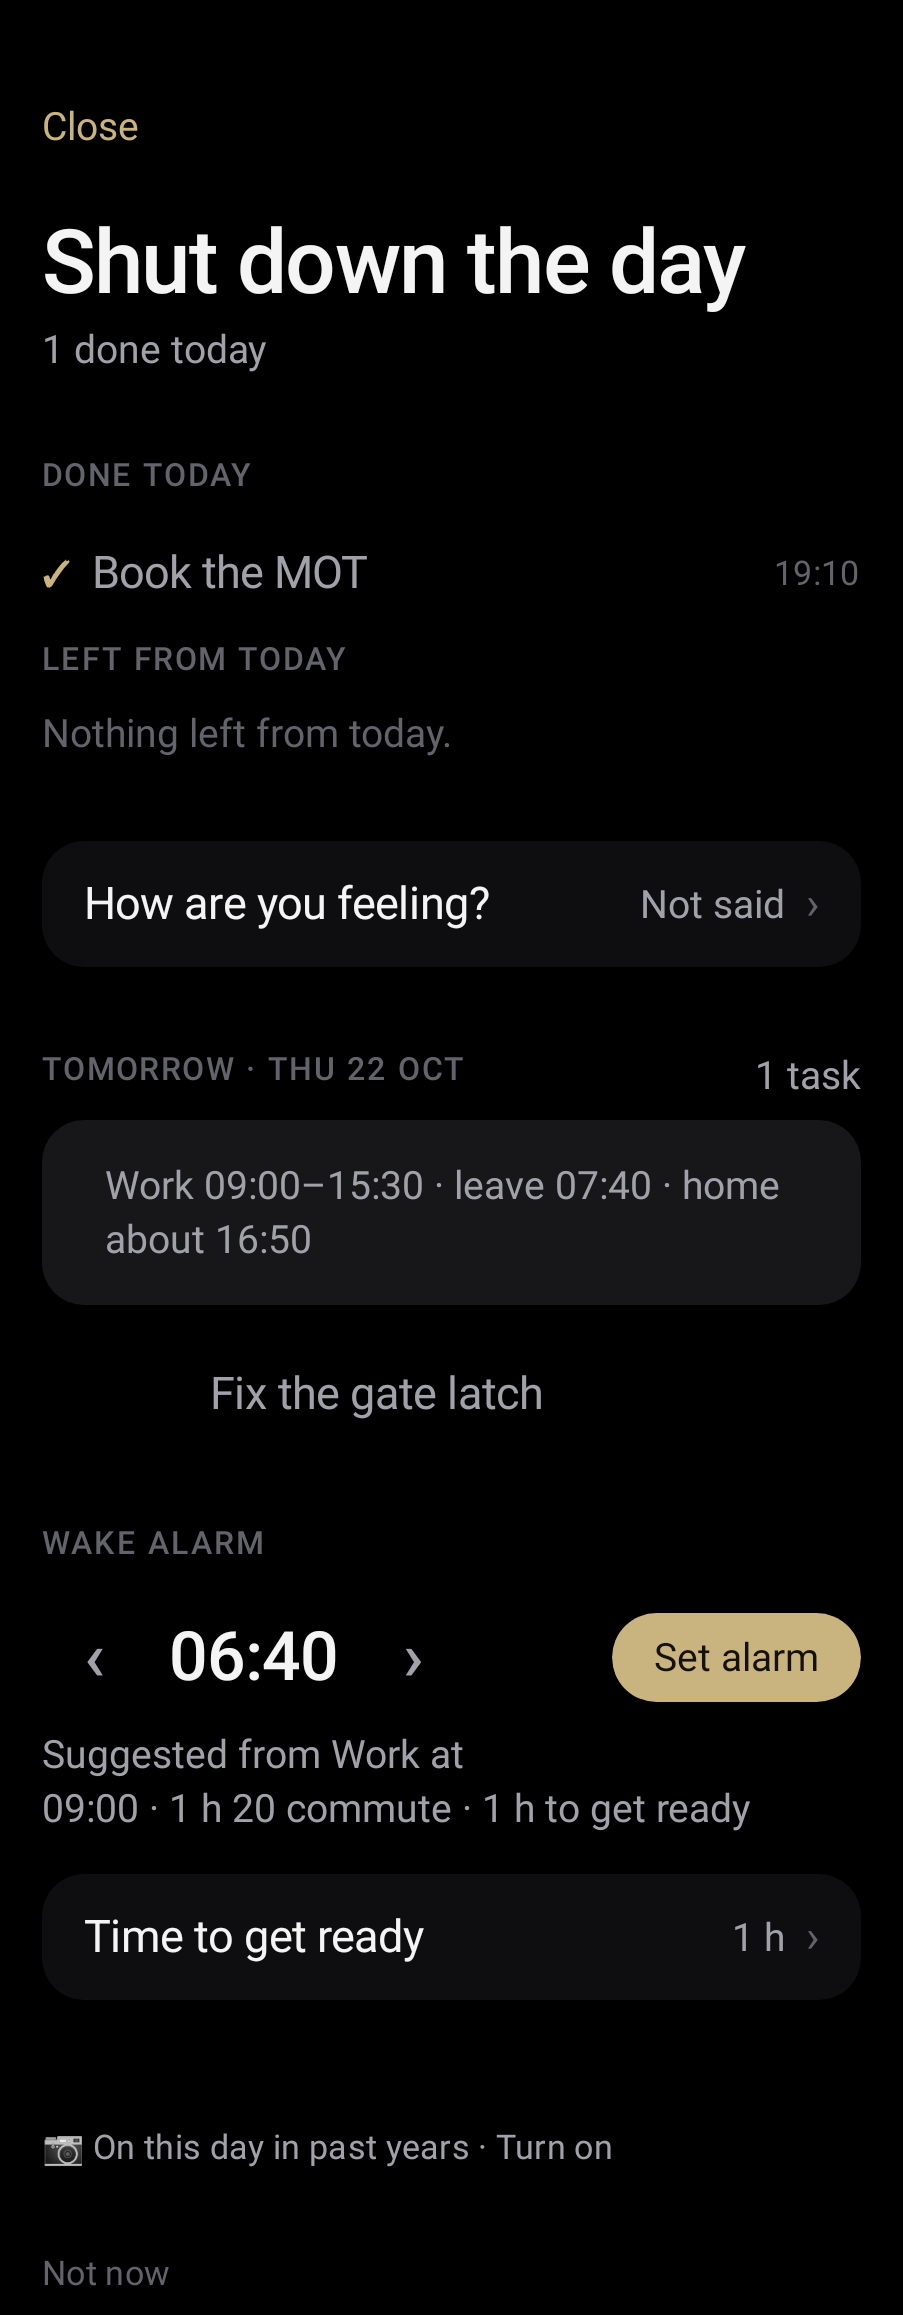 Close
Shut down the day
1 done today
DONE TODAY
✓ Book the MOT 19:10
LEFT FROM TODAY
Nothing left from today.
How are you feeling? Not said ›
TOMORROW · THU 22 OCT 1 task
Work 09:00–15:30 · leave 07:40 · home
about 16:50
Fix the gate latch
WAKE ALARM
‹ 06:40 › Set alarm
Suggested from Work at
09:00 · 1 h 20 commute · 1 h to get ready
Time to get ready 1 h ›
📷 On this day in past years · Turn on
Not now